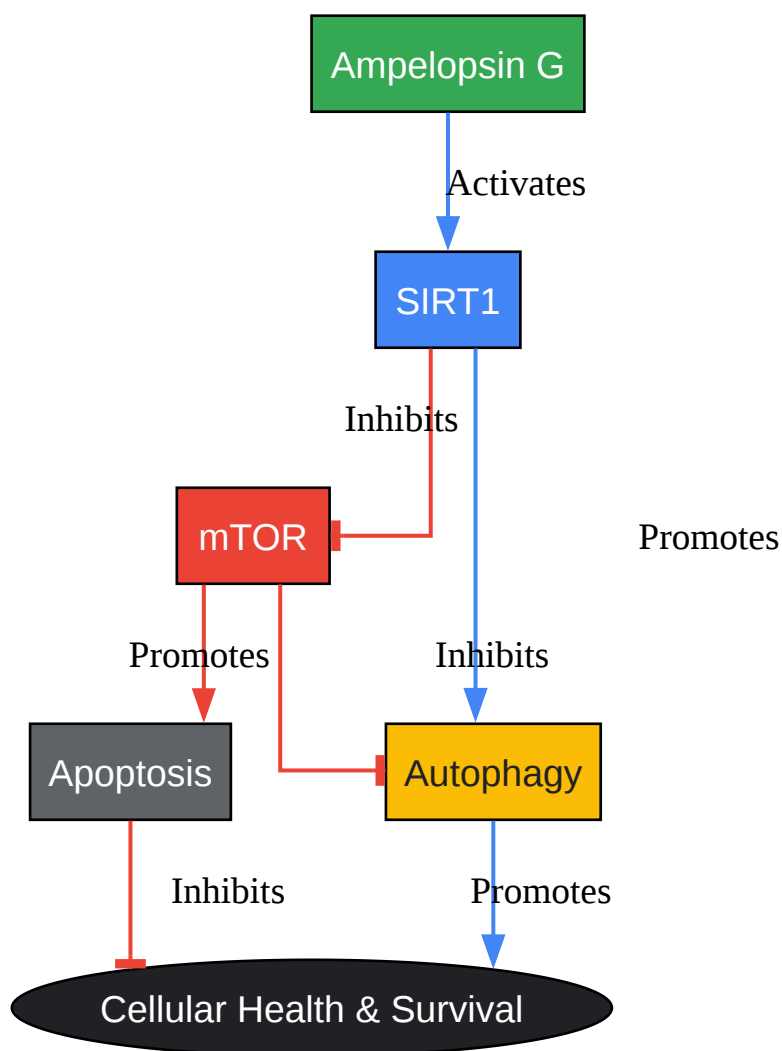 Ampelopsin G
Activates
SIRT1
Inhibits
mTOR
Promotes
Promotes
Inhibits
Apoptosis
Autophagy
Inhibits
Promotes
Cellular Health & Survival